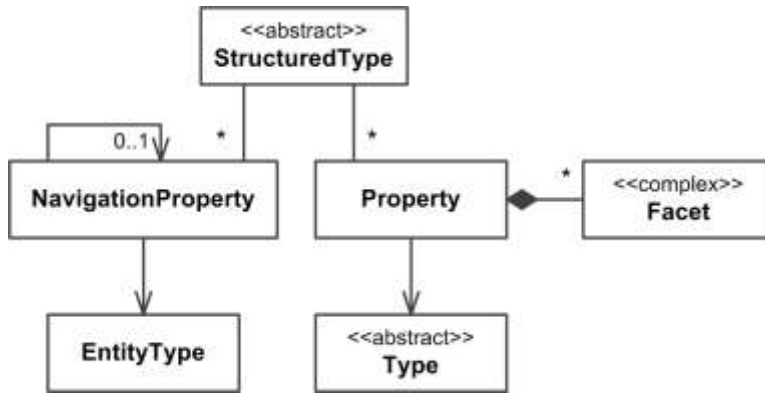 <<abstract>>
StructuredType
0..1
*
*
NavigationProperty
Property
*
<<complex>>
Facet
EntityType
<<abstract>>
Type